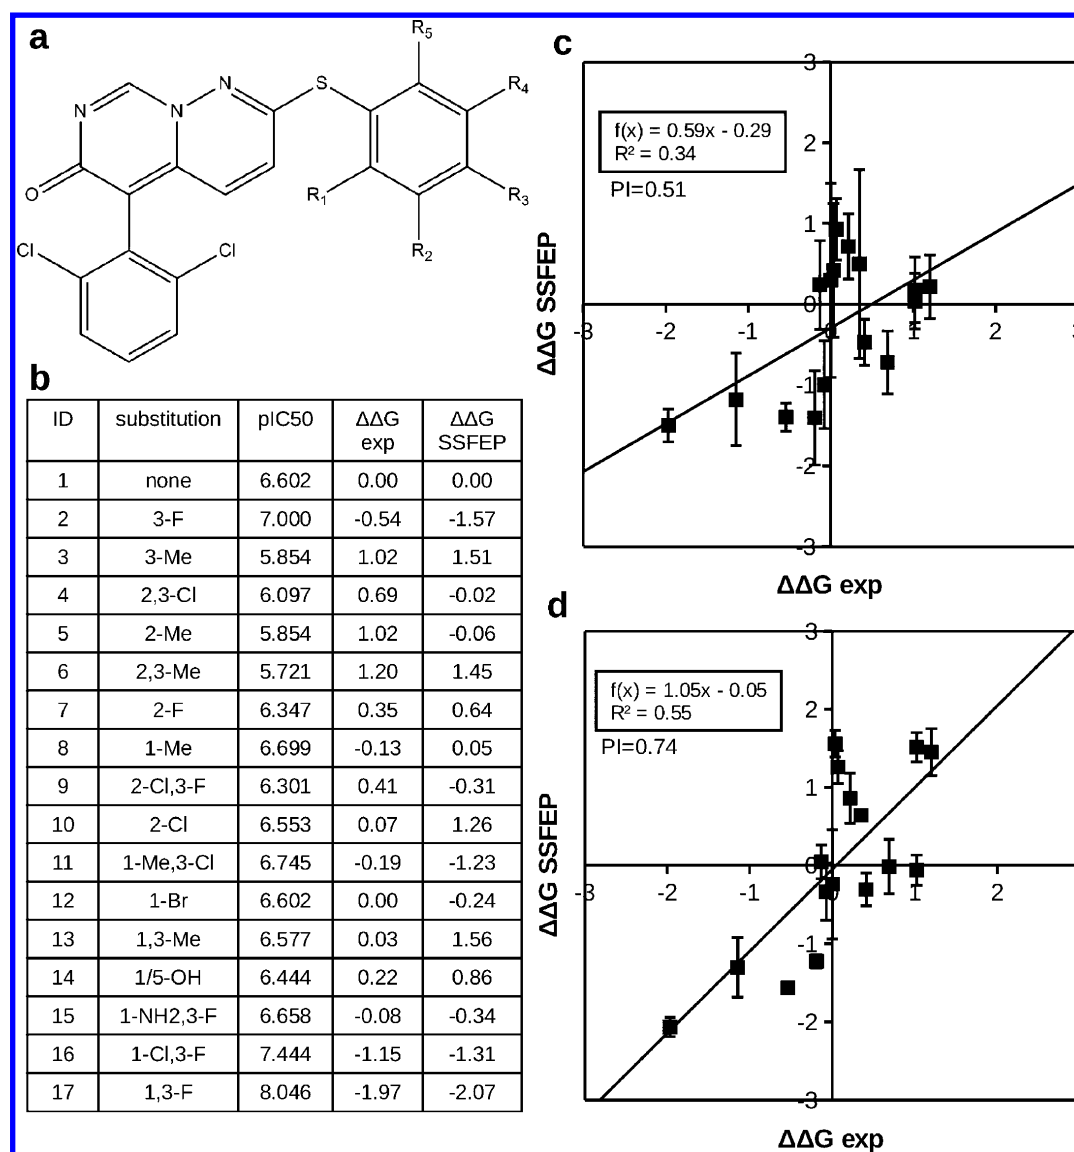 a
R5
N
N
S
R4
N
O
R1
R3
R2
Cl
Cl
b
ID substitution pIC50 ΔΔG exp ΔΔG SSFEP
1 none 6.602 0.00 0.00
2 3-F 7.000 -0.54 -1.57
3 3-Me 5.854 1.02 1.51
4 2,3-Cl 6.097 0.69 -0.02
5 2-Me 5.854 1.02 -0.06
6 2,3-Me 5.721 1.20 1.45
7 2-F 6.347 0.35 0.64
8 1-Me 6.699 -0.13 0.05
9 2-Cl,3-F 6.301 0.41 -0.31
10 2-Cl 6.553 0.07 1.26
11 1-Me,3-Cl 6.745 -0.19 -1.23
12 1-Br 6.602 0.00 -0.24
13 1,3-Me 6.577 0.03 1.56
14 1/5-OH 6.444 0.22 0.86
15 1-NH2,3-F 6.658 -0.08 -0.34
16 1-Cl,3-F 7.444 -1.15 -1.31
17 1,3-F 8.046 -1.97 -2.07
c
3
f(x) = 0.59x - 0.29
R² = 0.34
PI=0.51
2
1
0
-3 -2 -1 0 1 2 3
-1
-2
-3
ΔΔG SSFEP
ΔΔG exp
d
3
f(x) = 1.05x - 0.05
R² = 0.55
PI=0.74
2
1
0
-3 -2 -1 0 1 2
-1
-2
-3
ΔΔG SSFEP
ΔΔG exp